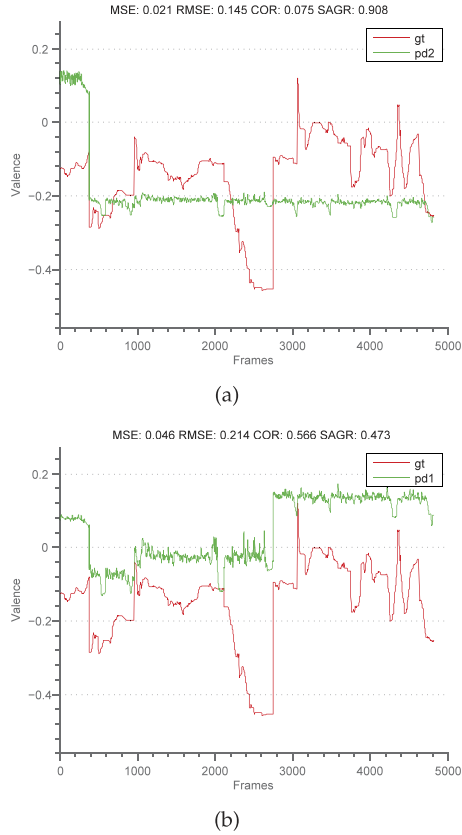 MSE: 0.021 RMSE: 0.145 COR: 0.075 SAGR: 0.908
gt
pd2
0.2
0
−0.2
−0.4
Valence
0 1000 2000 3000 4000 5000
Frames
(a)
MSE: 0.046 RMSE: 0.214 COR: 0.566 SAGR: 0.473
gt
pd1
0.2
0
−0.2
−0.4
Valence
0 1000 2000 3000 4000 5000
Frames
(b)